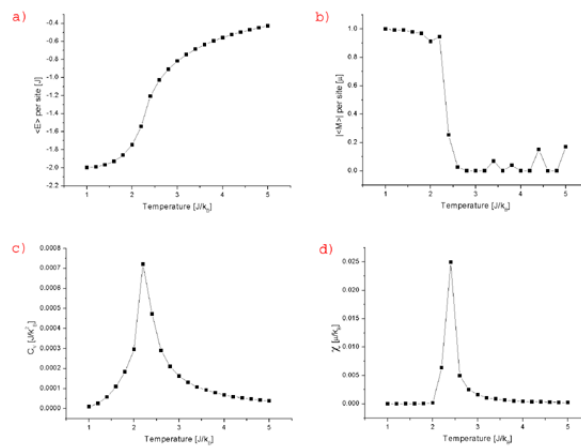 a)
-0.4
-0.6
-0.8
-1.0
-1.2
-1.4
-1.6
-1.8
-2.0
-2.2
<E> per site [J]
0 1 2 3 4 5
Temperature [J/k_B]
b)
1.0
0.8
0.6
0.4
0.2
0.0
|<M>| per site [μ]
1 2 3 4 5
Temperature [J/k_B]
c)
0.0008
0.0007
0.0006
0.0005
0.0004
0.0003
0.0002
0.0001
0.0000
1 2 3 4 5
Temperature [J/k_B]
d)
0.025
0.020
0.015
0.010
0.005
0.000
χ [μ/k_B]
1 2 3 4 5
Temperature [J/k_B]